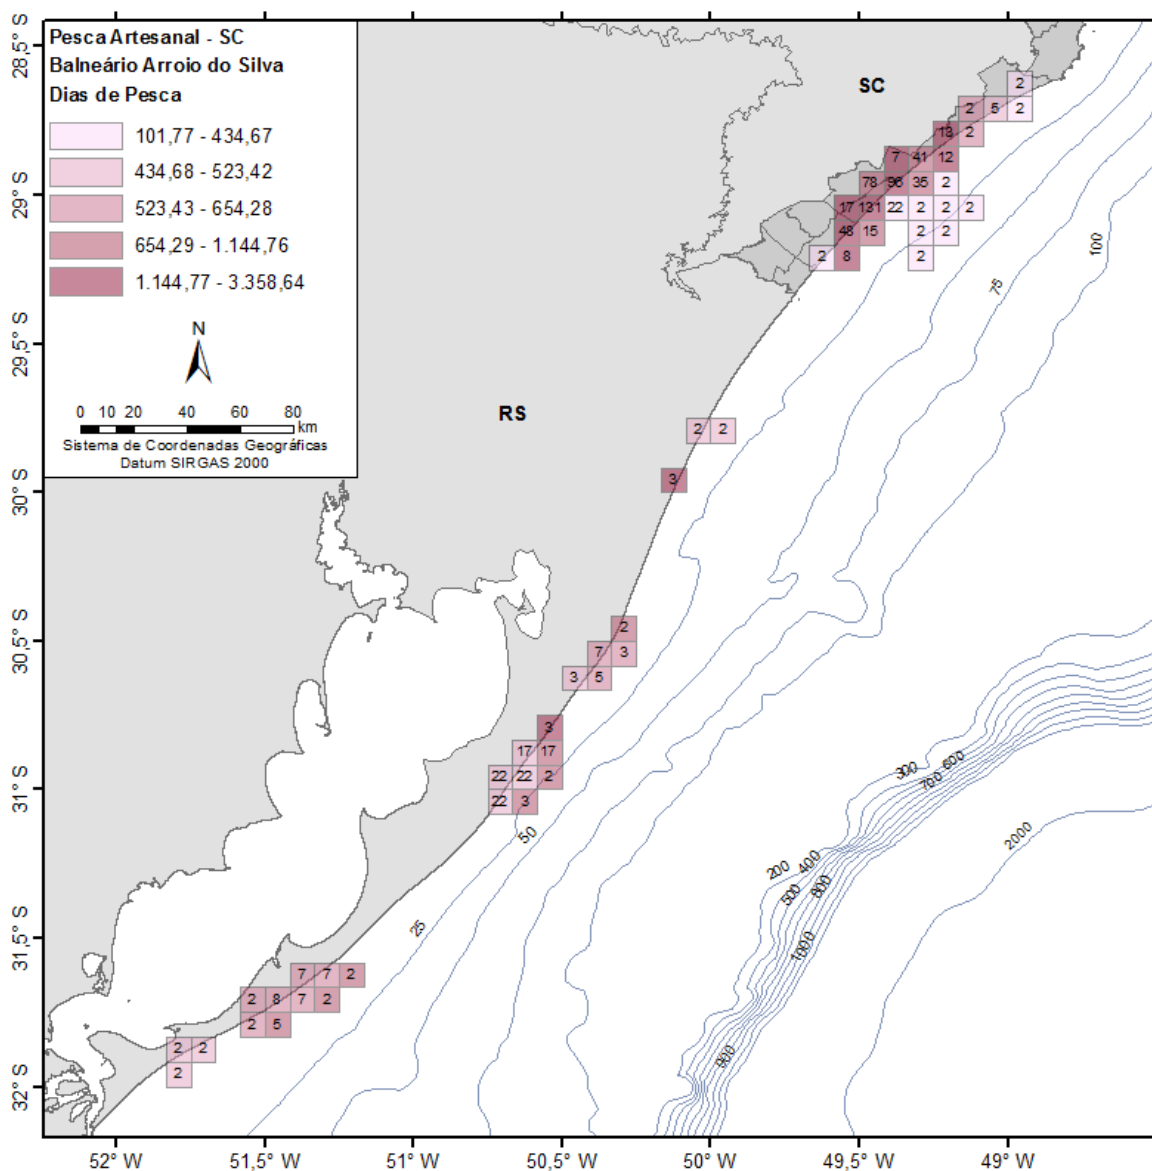 Pesca Artesanal - SC
Balneário Arroio do Silva
Dias de Pesca
101,77 - 434,67
434,68 - 523,42
523,43 - 654,28
654,29 - 1.144,76
1.144,77 - 3.358,64
N
0 10 20 40 60 80
km
Sistema de Coordenadas Geográficas
Datum SIRGAS 2000
28,5° S
29° S
29,5° S
30° S
30,5° S
31° S
31,5° S
32° S
52° W
51,5° W
51° W
50,5° W
50° W
49,5° W
49° W
SC
RS
2
2 5 2
13 2
7 41 12
78 96 35 2
17 131 22 2 2 2
48 15 2 2
2 8 2
2 2
3
2
7 3
3 5
3
17 17
22 22 2
22 3
7 7 2
2 8 7 2
2 5
2 2
2
100
75
50
25
300
600
700
200
400
500
800
1000
900
2000